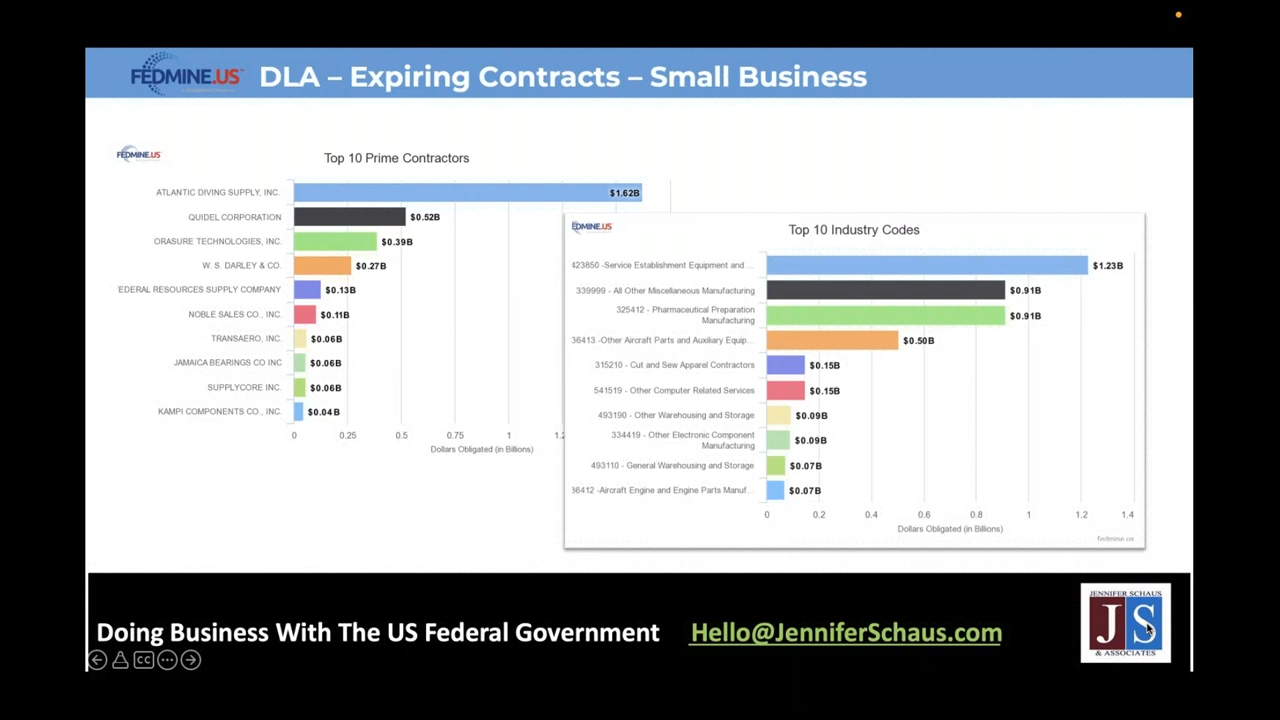 FEDMINE.US™
DLA – Expiring Contracts – Small Business
FEDMINE.US
Top 10 Prime Contractors
ATLANTIC DIVING SUPPLY, INC.
$1.62B
QUIDEL CORPORATION
$0.52B
ORASURE TECHNOLOGIES, INC.
$0.39B
W. S. DARLEY & CO.
$0.27B
EDERAL RESOURCES SUPPLY COMPANY
$0.13B
NOBLE SALES CO., INC.
$0.11B
TRANSAERO, INC.
$0.06B
JAMAICA BEARINGS CO INC
$0.06B
SUPPLYCORE INC.
$0.06B
KAMPI COMPONENTS CO., INC.
$0.04B
0 0.25 0.5 0.75 1 1.2
Dollars Obligated (in Billions)
EDMINE.US
Top 10 Industry Codes
423850 -Service Establishment Equipment and ...
$1.23B
339999 - All Other Miscellaneous Manufacturing
$0.91B
325412 - Pharmaceutical Preparation
Manufacturing
$0.91B
36413 -Other Aircraft Parts and Auxiliary Equip...
$0.50B
315210 - Cut and Sew Apparel Contractors
$0.15B
541519 - Other Computer Related Services
$0.15B
493190 - Other Warehousing and Storage
$0.09B
334419 - Other Electronic Component
Manufacturing
$0.09B
493110 - General Warehousing and Storage
$0.07B
36412 -Aircraft Engine and Engine Parts Manuf...
$0.07B
0 0.2 0.4 0.6 0.8 1 1.2 1.4
Dollars Obligated (in Billions)
fedmine.us
Doing Business With The US Federal Government
Hello@JenniferSchaus.com
JENNIFER SCHAUS
JS
& ASSOCIATES
CC